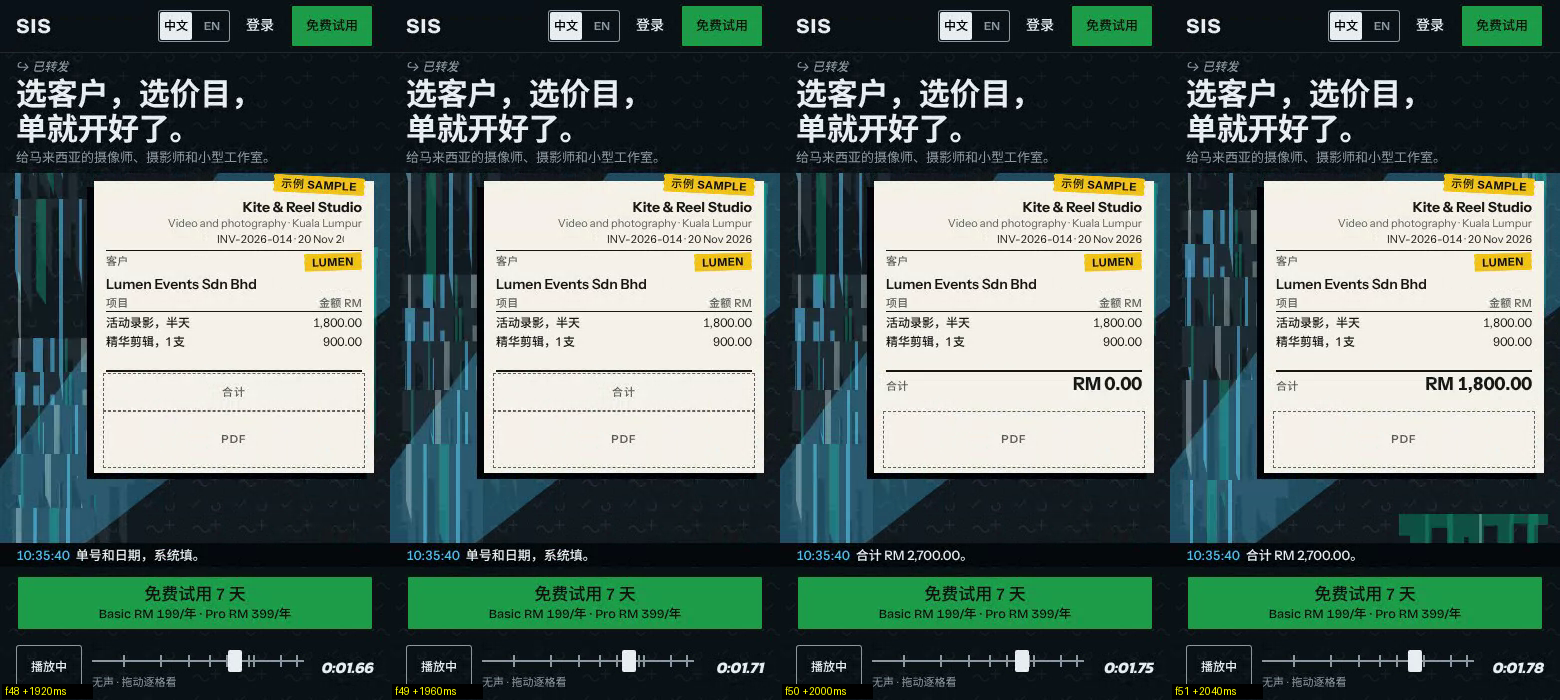 SIS 中文 EN 登录 免费试用
↪ 已转发
选客户，选价目，
单就开好了。
给马来西亚的摄像师、摄影师和小型工作室。
示例 SAMPLE
Kite & Reel Studio
Video and photography · Kuala Lumpur
INV-2026-014 · 20 Nov 20
客户 LUMEN
Lumen Events Sdn Bhd
项目 金额 RM
活动录影，半天 1,800.00
精华剪辑，1支 900.00
合计
PDF
10:35:40 单号和日期，系统填。
免费试用 7 天
Basic RM 199/年 · Pro RM 399/年
播放中 0:01.66
无声 · 拖动逐格看
f48 +1920ms
SIS 中文 EN 登录 免费试用
↪ 已转发
选客户，选价目，
单就开好了。
给马来西亚的摄像师、摄影师和小型工作室。
示例 SAMPLE
Kite & Reel Studio
Video and photography · Kuala Lumpur
INV-2026-014 · 20 Nov 2026
客户 LUMEN
Lumen Events Sdn Bhd
项目 金额 RM
活动录影，半天 1,800.00
精华剪辑，1支 900.00
合计
PDF
10:35:40 单号和日期，系统填。
免费试用 7 天
Basic RM 199/年 · Pro RM 399/年
播放中 0:01.71
无声 · 拖动逐格看
f49 +1960ms
SIS 中文 EN 登录 免费试用
↪ 已转发
选客户，选价目，
单就开好了。
给马来西亚的摄像师、摄影师和小型工作室。
示例 SAMPLE
Kite & Reel Studio
Video and photography · Kuala Lumpur
INV-2026-014 · 20 Nov 2026
客户 LUMEN
Lumen Events Sdn Bhd
项目 金额 RM
活动录影，半天 1,800.00
精华剪辑，1支 900.00
合计 RM 0.00
PDF
10:35:40 合计 RM 2,700.00。
免费试用 7 天
Basic RM 199/年 · Pro RM 399/年
播放中 0:01.75
无声 · 拖动逐格看
f50 +2000ms
SIS 中文 EN 登录 免费试用
↪ 已转发
选客户，选价目，
单就开好了。
给马来西亚的摄像师、摄影师和小型工作室。
示例 SAMPLE
Kite & Reel Studio
Video and photography · Kuala Lumpur
INV-2026-014 · 20 Nov 2026
客户 LUMEN
Lumen Events Sdn Bhd
项目 金额 RM
活动录影，半天 1,800.00
精华剪辑，1支 900.00
合计 RM 1,800.00
PDF
10:35:40 合计 RM 2,700.00。
免费试用 7 天
Basic RM 199/年 · Pro RM 399/年
播放中 0:01.78
无声 · 拖动逐格看
f51 +2040ms